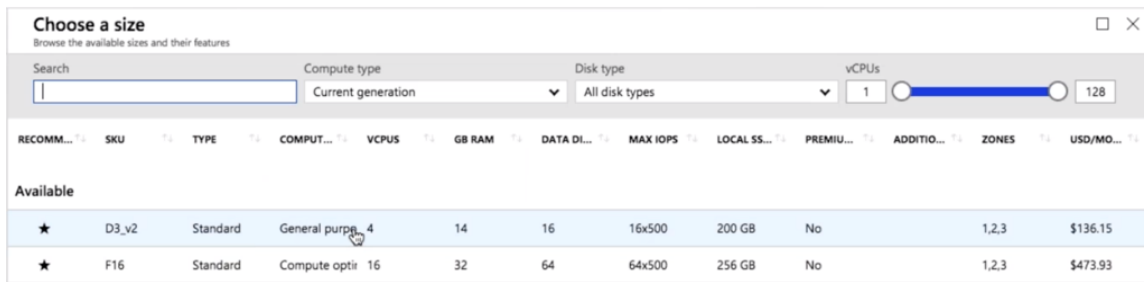 Choose a size
Browse the available sizes and their features
Search Compute type Disk type vCPUs
Current generation All disk types 1 128
RECOMM... SKU TYPE COMPUT... VCPUS GB RAM DATA DI... MAX IOPS LOCAL SS... PREMIU... ADDITIO... ZONES USD/MO...
Available
★ D3_v2 Standard General purpo 4 14 16 16x500 200 GB No 1,2,3 $136.15
★ F16 Standard Compute optir 16 32 64 64x500 256 GB No 1,2,3 $473.93